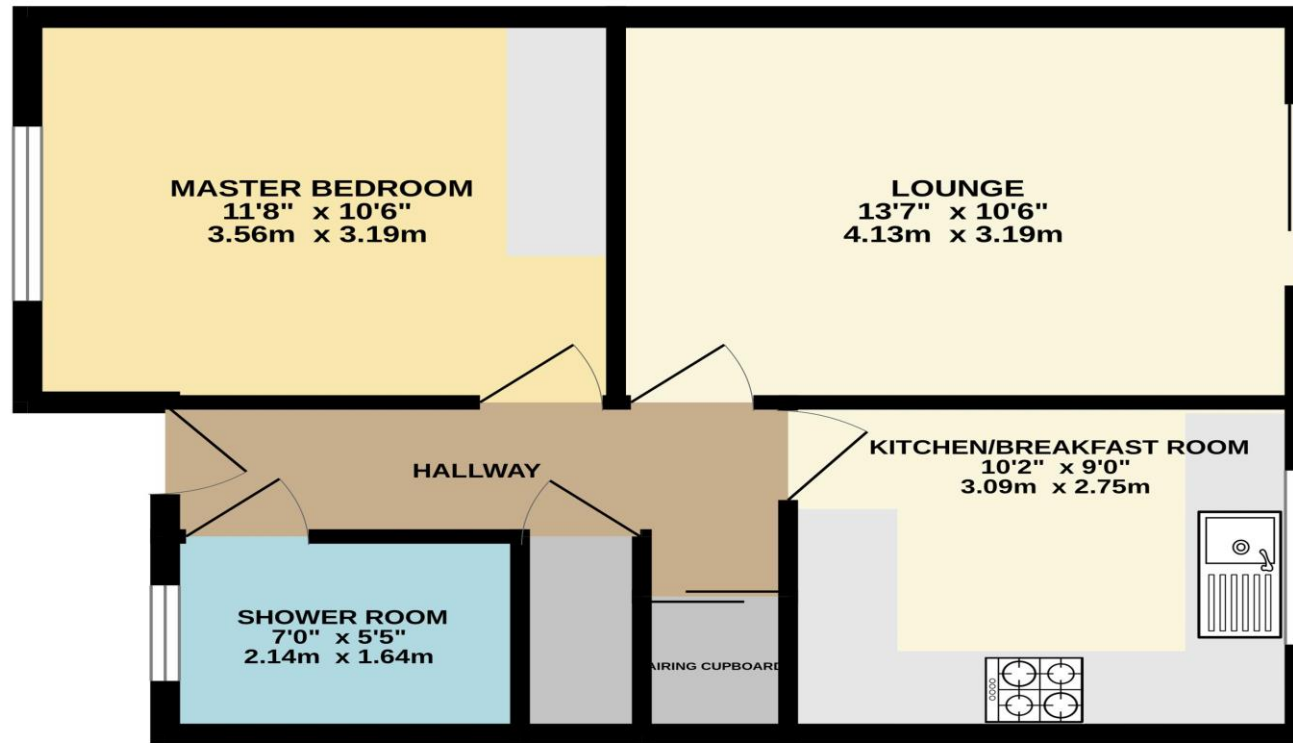 MASTER BEDROOM
11'8" x 10'6"
3.56m x 3.19m
LOUNGE
13'7" x 10'6"
4.13m x 3.19m
HALLWAY
KITCHEN/BREAKFAST ROOM
10'2" x 9'0"
3.09m x 2.75m
SHOWER ROOM
7'0" x 5'5"
2.14m x 1.64m
AIRING CUPBOARD